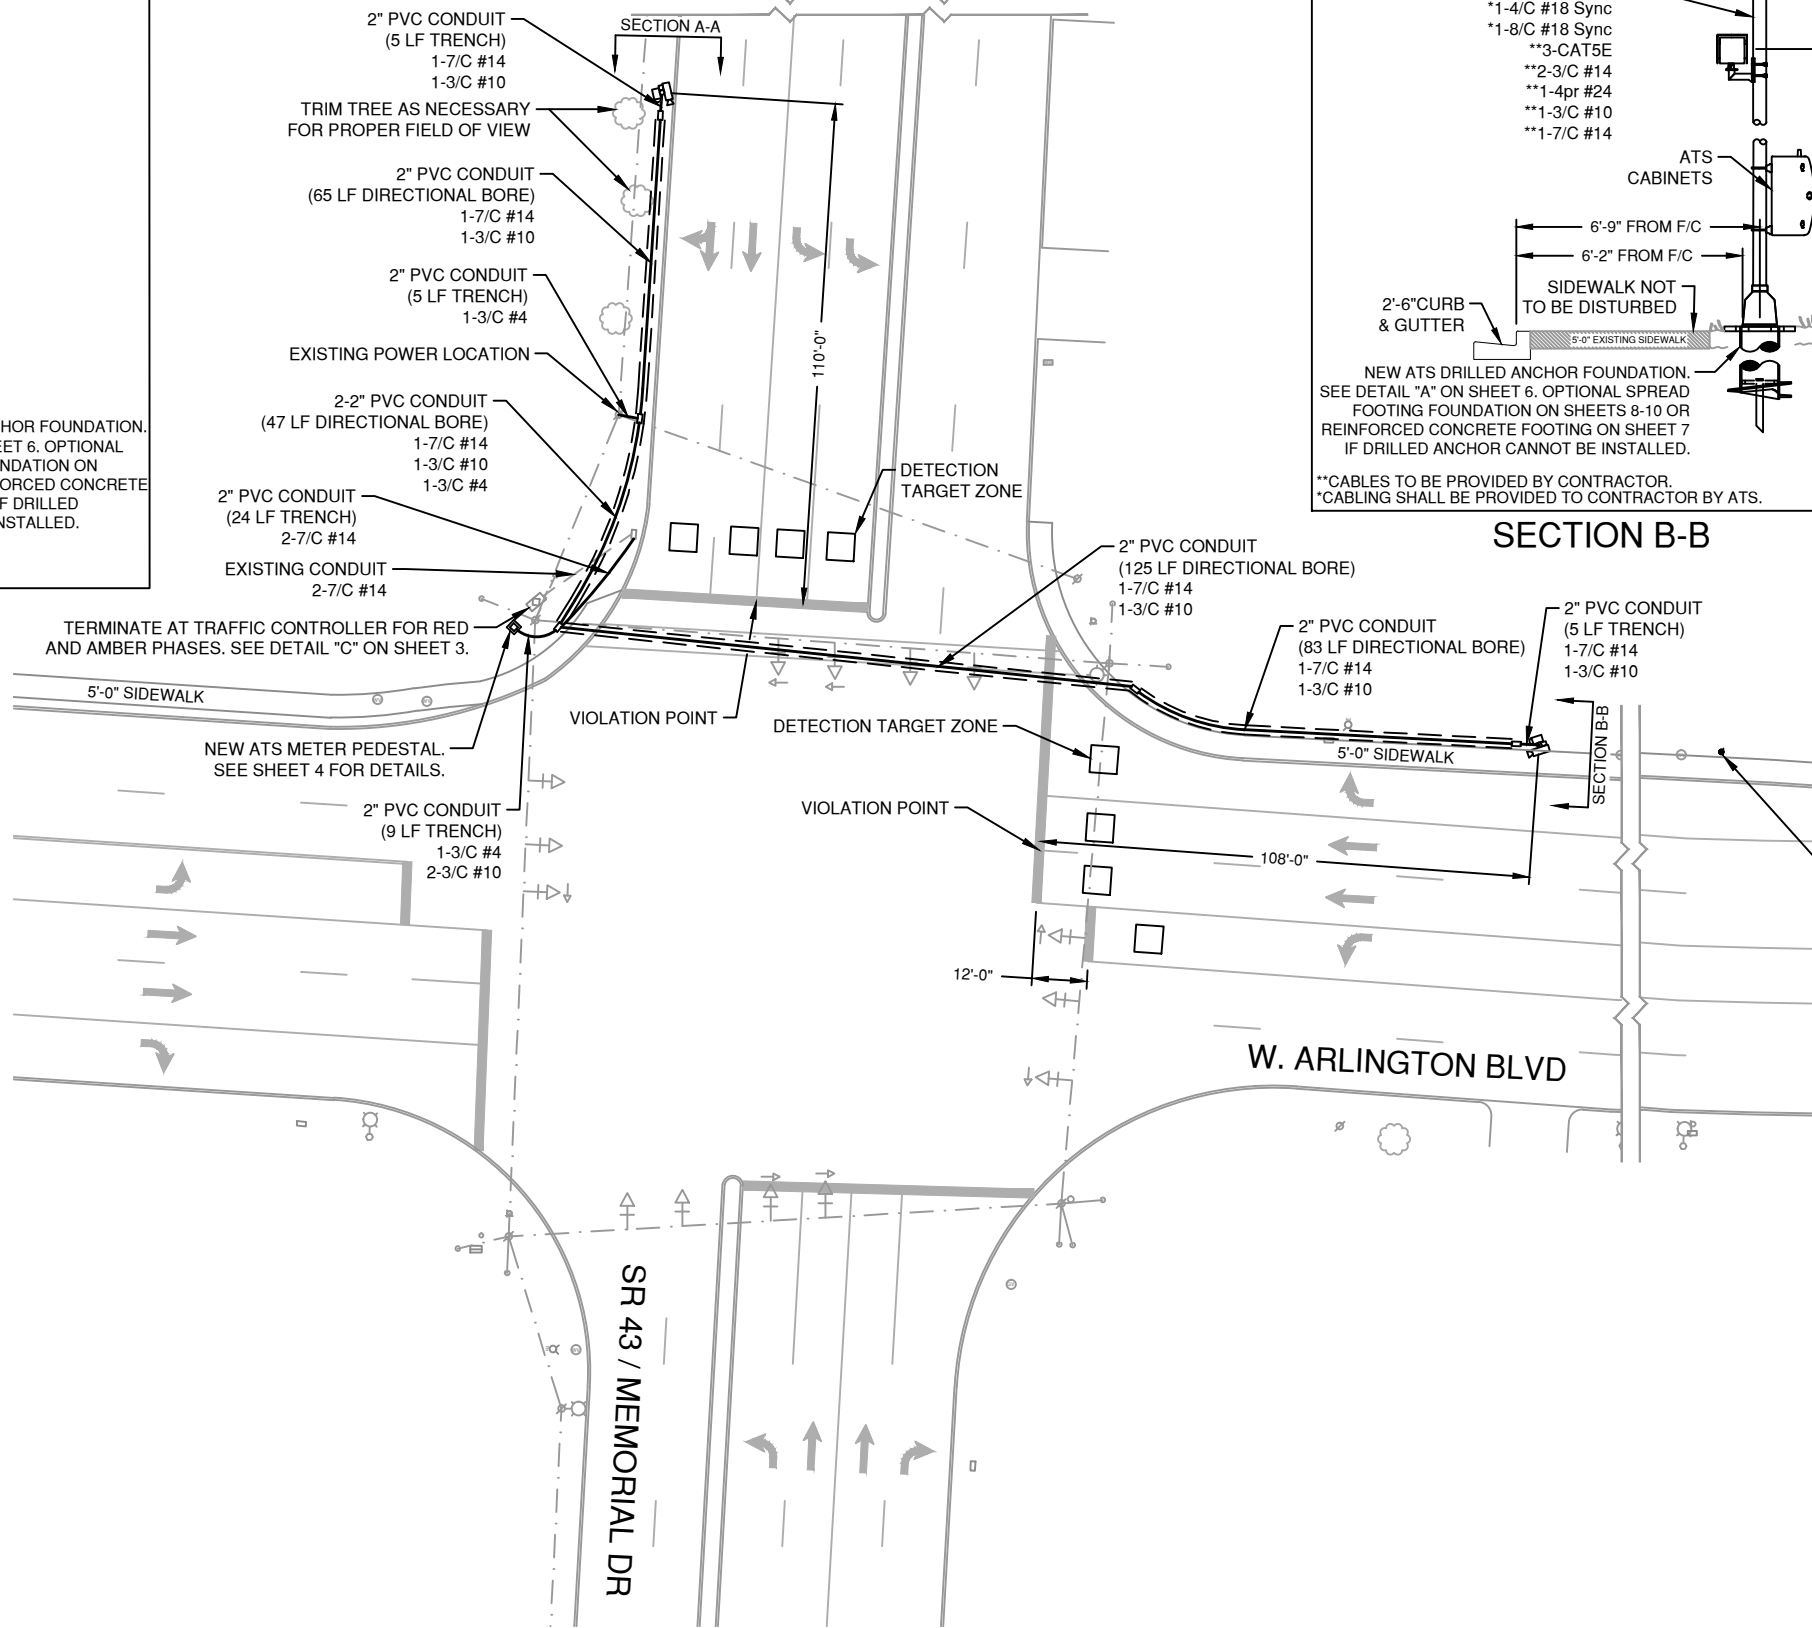 2" PVC CONDUIT
(5 LF TRENCH)
1-7/C #14
1-3/C #10
SECTION A-A
TRIM TREE AS NECESSARY
FOR PROPER FIELD OF VIEW
2" PVC CONDUIT
(65 LF DIRECTIONAL BORE)
1-7/C #14
1-3/C #10
2" PVC CONDUIT
(5 LF TRENCH)
1-3/C #4
EXISTING POWER LOCATION
2-2" PVC CONDUIT
(47 LF DIRECTIONAL BORE)
1-7/C #14
1-3/C #10
1-3/C #4
2" PVC CONDUIT
(24 LF TRENCH)
2-7/C #14
EXISTING CONDUIT
2-7/C #14
TERMINATE AT TRAFFIC CONTROLLER FOR RED
AND AMBER PHASES. SEE DETAIL "C" ON SHEET 3.
5'-0" SIDEWALK
NEW ATS METER PEDESTAL.
SEE SHEET 4 FOR DETAILS.
2" PVC CONDUIT
(9 LF TRENCH)
1-3/C #4
2-3/C #10
HOR FOUNDATION.
EET 6. OPTIONAL
NDATION ON
ORCED CONCRETE
F DRILLED
NSTALLED.
110'-0"
DETECTION
TARGET ZONE
VIOLATION POINT
2" PVC CONDUIT
(125 LF DIRECTIONAL BORE)
1-7/C #14
1-3/C #10
2" PVC CONDUIT
(83 LF DIRECTIONAL BORE)
1-7/C #14
1-3/C #10
2" PVC CONDUIT
(5 LF TRENCH)
1-7/C #14
1-3/C #10
DETECTION TARGET ZONE
5'-0" SIDEWALK
SECTION B-B
VIOLATION POINT
108'-0"
12'-0"
W. ARLINGTON BLVD
SR 43 / MEMORIAL DR
*1-4/C #18 Sync
*1-8/C #18 Sync
**3-CAT5E
**2-3/C #14
**1-4pr #24
**1-3/C #10
**1-7/C #14
ATS
CABINETS
6'-9" FROM F/C
6'-2" FROM F/C
SIDEWALK NOT
TO BE DISTURBED
2'-6"CURB
& GUTTER
5'-0" EXISTING SIDEWALK
NEW ATS DRILLED ANCHOR FOUNDATION.
SEE DETAIL "A" ON SHEET 6. OPTIONAL SPREAD
FOOTING FOUNDATION ON SHEETS 8-10 OR
REINFORCED CONCRETE FOOTING ON SHEET 7
IF DRILLED ANCHOR CANNOT BE INSTALLED.
**CABLES TO BE PROVIDED BY CONTRACTOR.
*CABLING SHALL BE PROVIDED TO CONTRACTOR BY ATS.
SECTION B-B